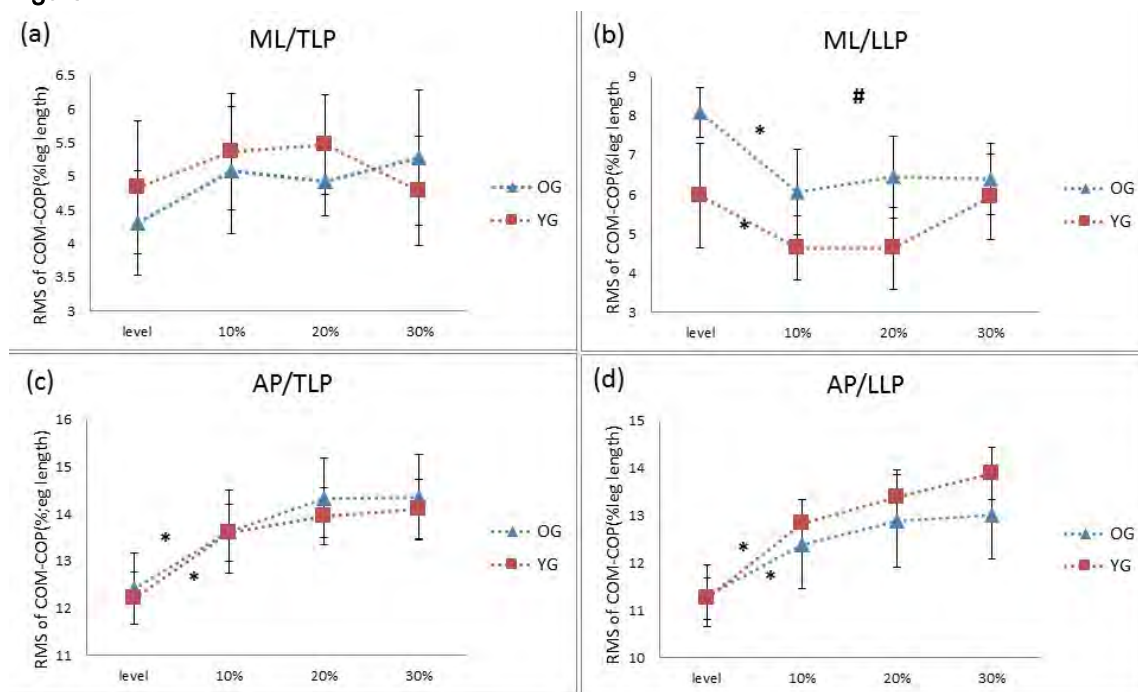 (a)
ML/TLP
RMS of COM-COP(%leg length)
6.5
6
5.5
5
4.5
4
3.5
3
level 10% 20% 30%
OG
YG
(b)
ML/LLP
RMS of COM-COP(%leg length)
9
8
7
6
5
4
3
#
*
*
level 10% 20% 30%
OG
YG
(c)
AP/TLP
RMS of COM-COP(%;eg length)
16
15
14
13
12
11
*
*
level 10% 20% 30%
OG
YG
(d)
AP/LLP
RMS of COM-COP(%leg length)
15
14
13
12
11
10
*
*
level 10% 20% 30%
OG
YG